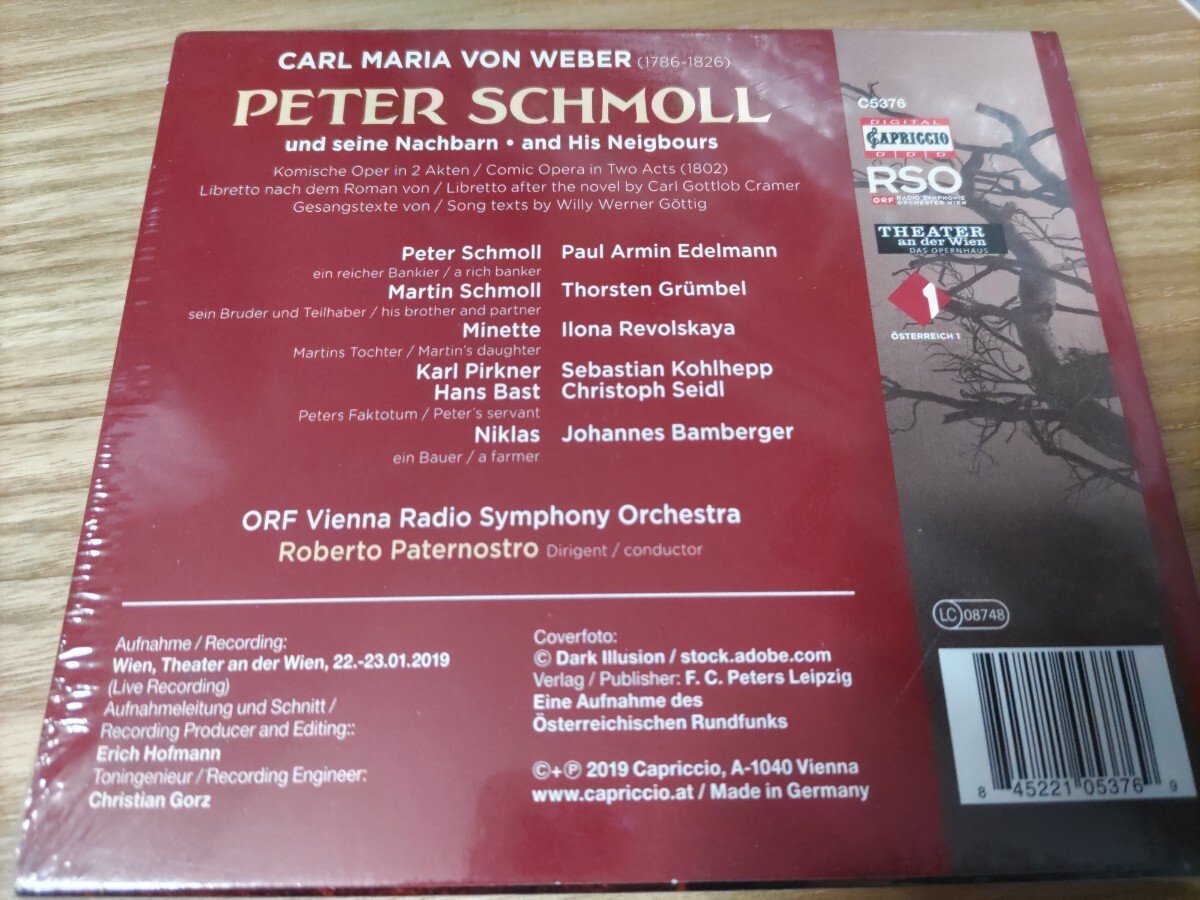 CARL MARIA VON WEBER (1786-1826)
PETER SCHMOLL
und seine Nachbarn • and His Neigbours
Komische Oper in 2 Akten / Comic Opera in Two Acts (1802)
Libretto nach dem Roman von / Libretto after the novel by Carl Gottlob Cramer
Gesangstexte von / Song texts by Willy Werner Göttig
Peter Schmoll Paul Armin Edelmann
ein reicher Bankier / a rich banker
Martin Schmoll Thorsten Grümbel
sein Bruder und Teilhaber / his brother and partner
Minette Ilona Revolskaya
Martins Tochter / Martin's daughter
Karl Pirkner Sebastian Kohlhepp
Hans Bast Christoph Seidl
Peters Faktotum / Peter's servant
Niklas Johannes Bamberger
ein Bauer / a farmer
ORF Vienna Radio Symphony Orchestra
Roberto Paternostro Dirigent / conductor
Aufnahme / Recording:
Wien, Theater an der Wien, 22.-23.01.2019
(Live Recording)
Aufnahmeleitung und Schnitt /
Recording Producer and Editing::
Erich Hofmann
Toningenieur / Recording Engineer:
Christian Gorz
Coverfoto:
© Dark Illusion / stock.adobe.com
Verlag / Publisher: F. C. Peters Leipzig
Eine Aufnahme des
Österreichischen Rundfunks
©+℗ 2019 Capriccio, A-1040 Vienna
www.capriccio.at / Made in Germany
C5376
DIGITAL
CAPRICCIO
D D D
RSO
ORF RADIO SYMPHONIE
ORCHESTER WIEN
THEATER
an der Wien
DAS OPERNHAUS
1
ÖSTERREICH 1
LC 08748
8 45221 05376 9